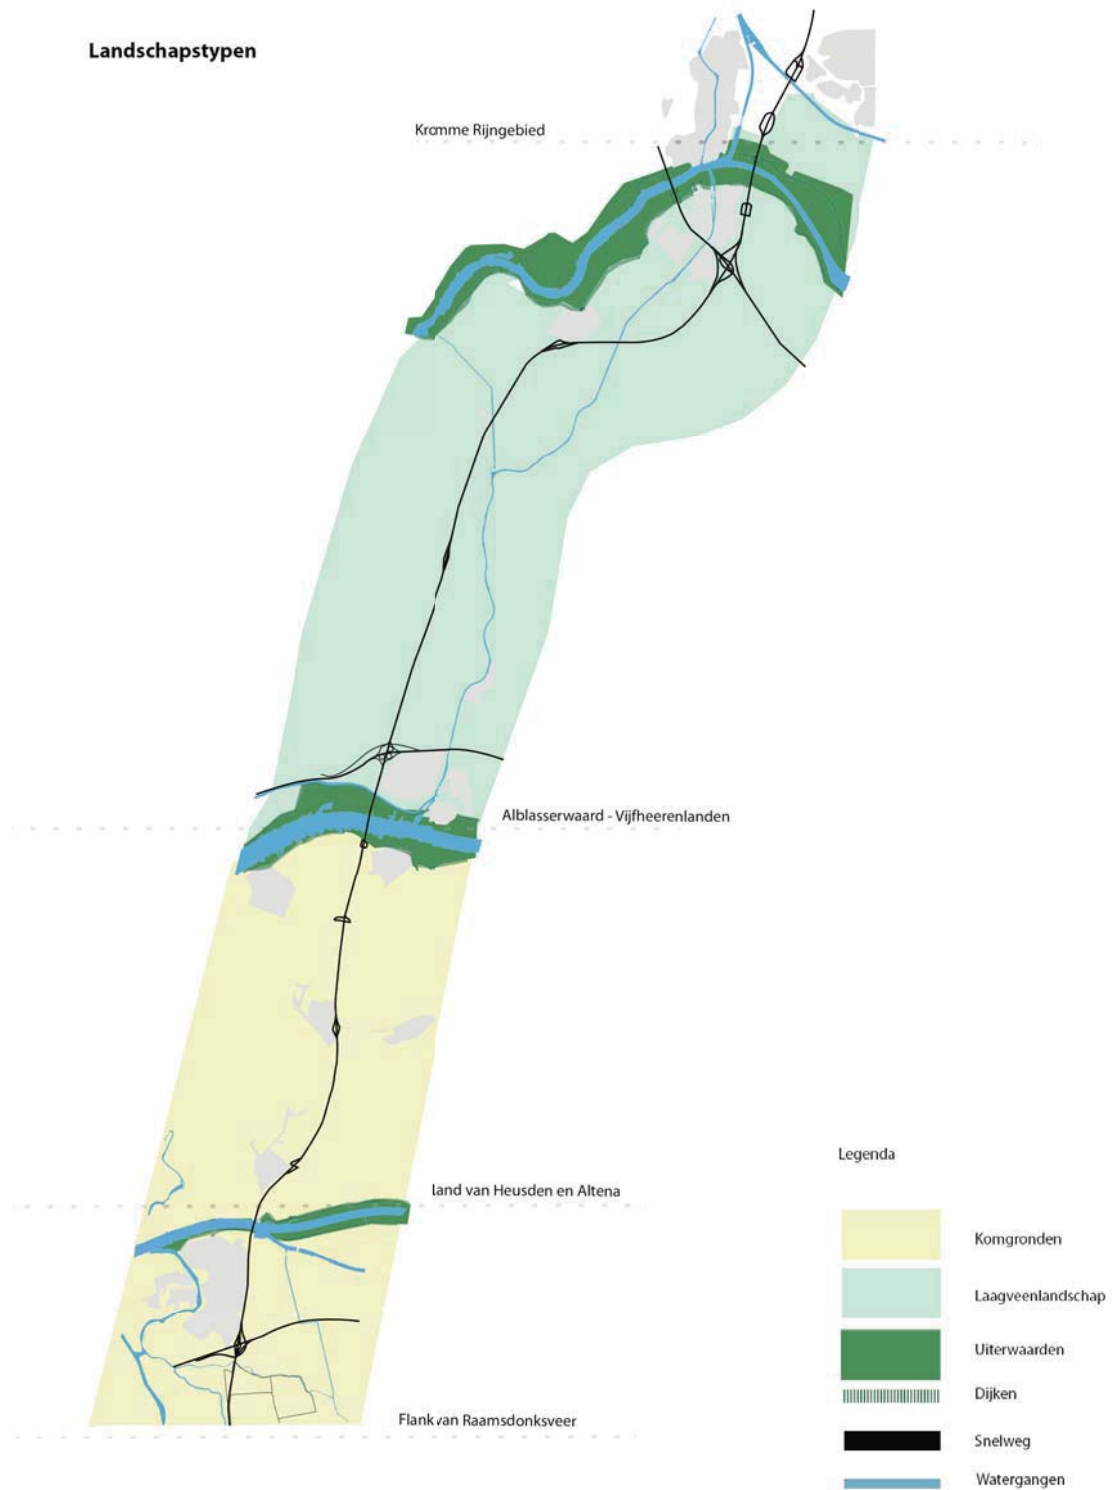 Landschapstypen
Kromme Rijngebied
Alblasserwaard - Vijfheerenlanden
Land van Heusden en Altena
Flank van Raamsdonksveer
Legenda
Komgronden
Laagveenlandschap
Uiterwaarden
Dijken
Snelweg
Watergangen